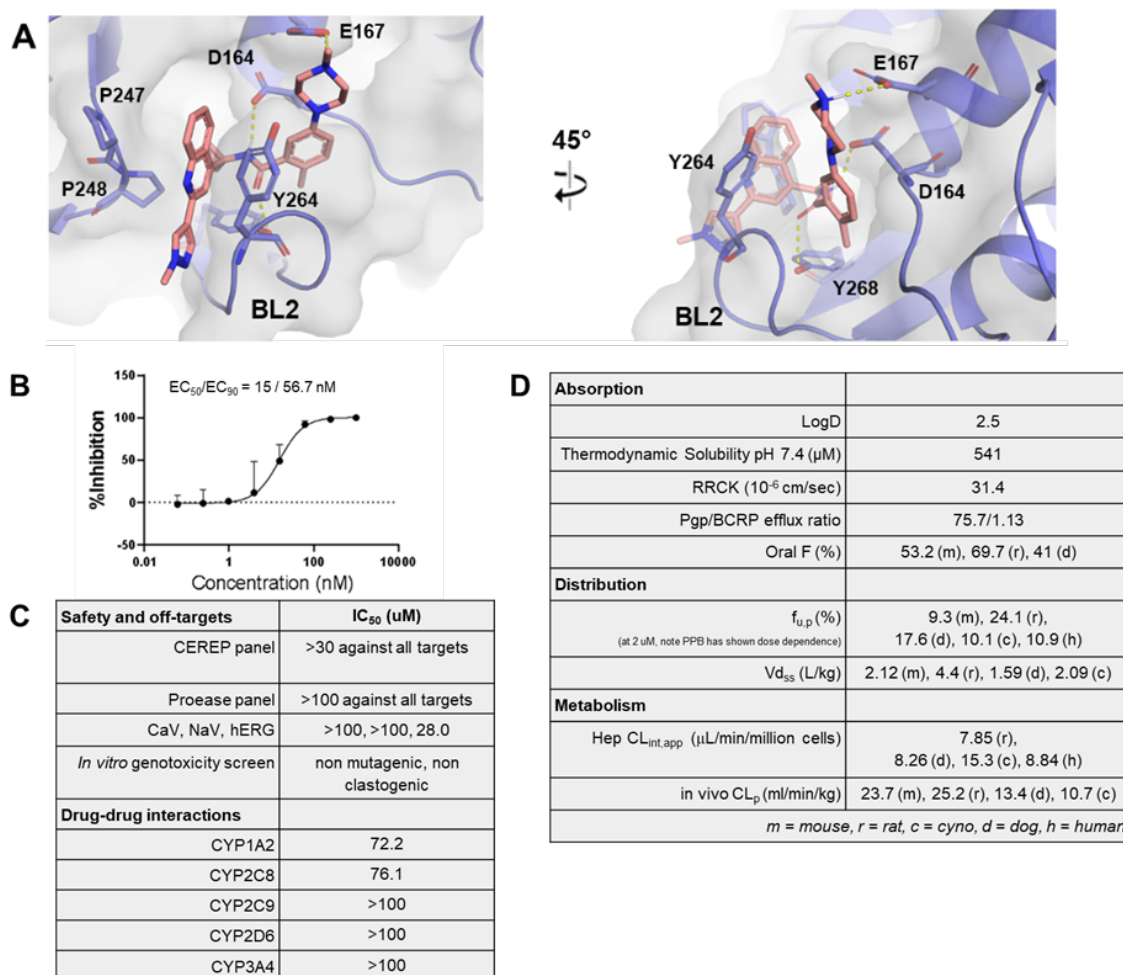 A
D164
E167
P247
P248
Y264
BL2
45°
E167
Y264
D164
Y268
BL2
B
EC50/EC90 = 15 / 56.7 nM
%Inhibition
150
100
50
0
-50
0.01
1
100
10000
Concentration (nM)
C
Safety and off-targets IC50 (uM)
CEREP panel >30 against all targets
Proease panel >100 against all targets
CaV, NaV, hERG >100, >100, 28.0
In vitro genotoxicity screen non mutagenic, non
clastogenic
Drug-drug interactions
CYP1A2 72.2
CYP2C8 76.1
CYP2C9 >100
CYP2D6 >100
CYP3A4 >100
D
Absorption
LogD 2.5
Thermodynamic Solubility pH 7.4 (µM) 541
RRCK (10-6 cm/sec) 31.4
Pgp/BCRP efflux ratio 75.7/1.13
Oral F (%) 53.2 (m), 69.7 (r), 41 (d)
Distribution
fu,p (%) 9.3 (m), 24.1 (r),
(at 2 uM, note PPB has shown dose dependence) 17.6 (d), 10.1 (c), 10.9 (h)
Vdss (L/kg) 2.12 (m), 4.4 (r), 1.59 (d), 2.09 (c)
Metabolism
Hep CLint,app (µL/min/million cells) 7.85 (r),
8.26 (d), 15.3 (c), 8.84 (h)
in vivo CLp (ml/min/kg) 23.7 (m), 25.2 (r), 13.4 (d), 10.7 (c)
m = mouse, r = rat, c = cyno, d = dog, h = human